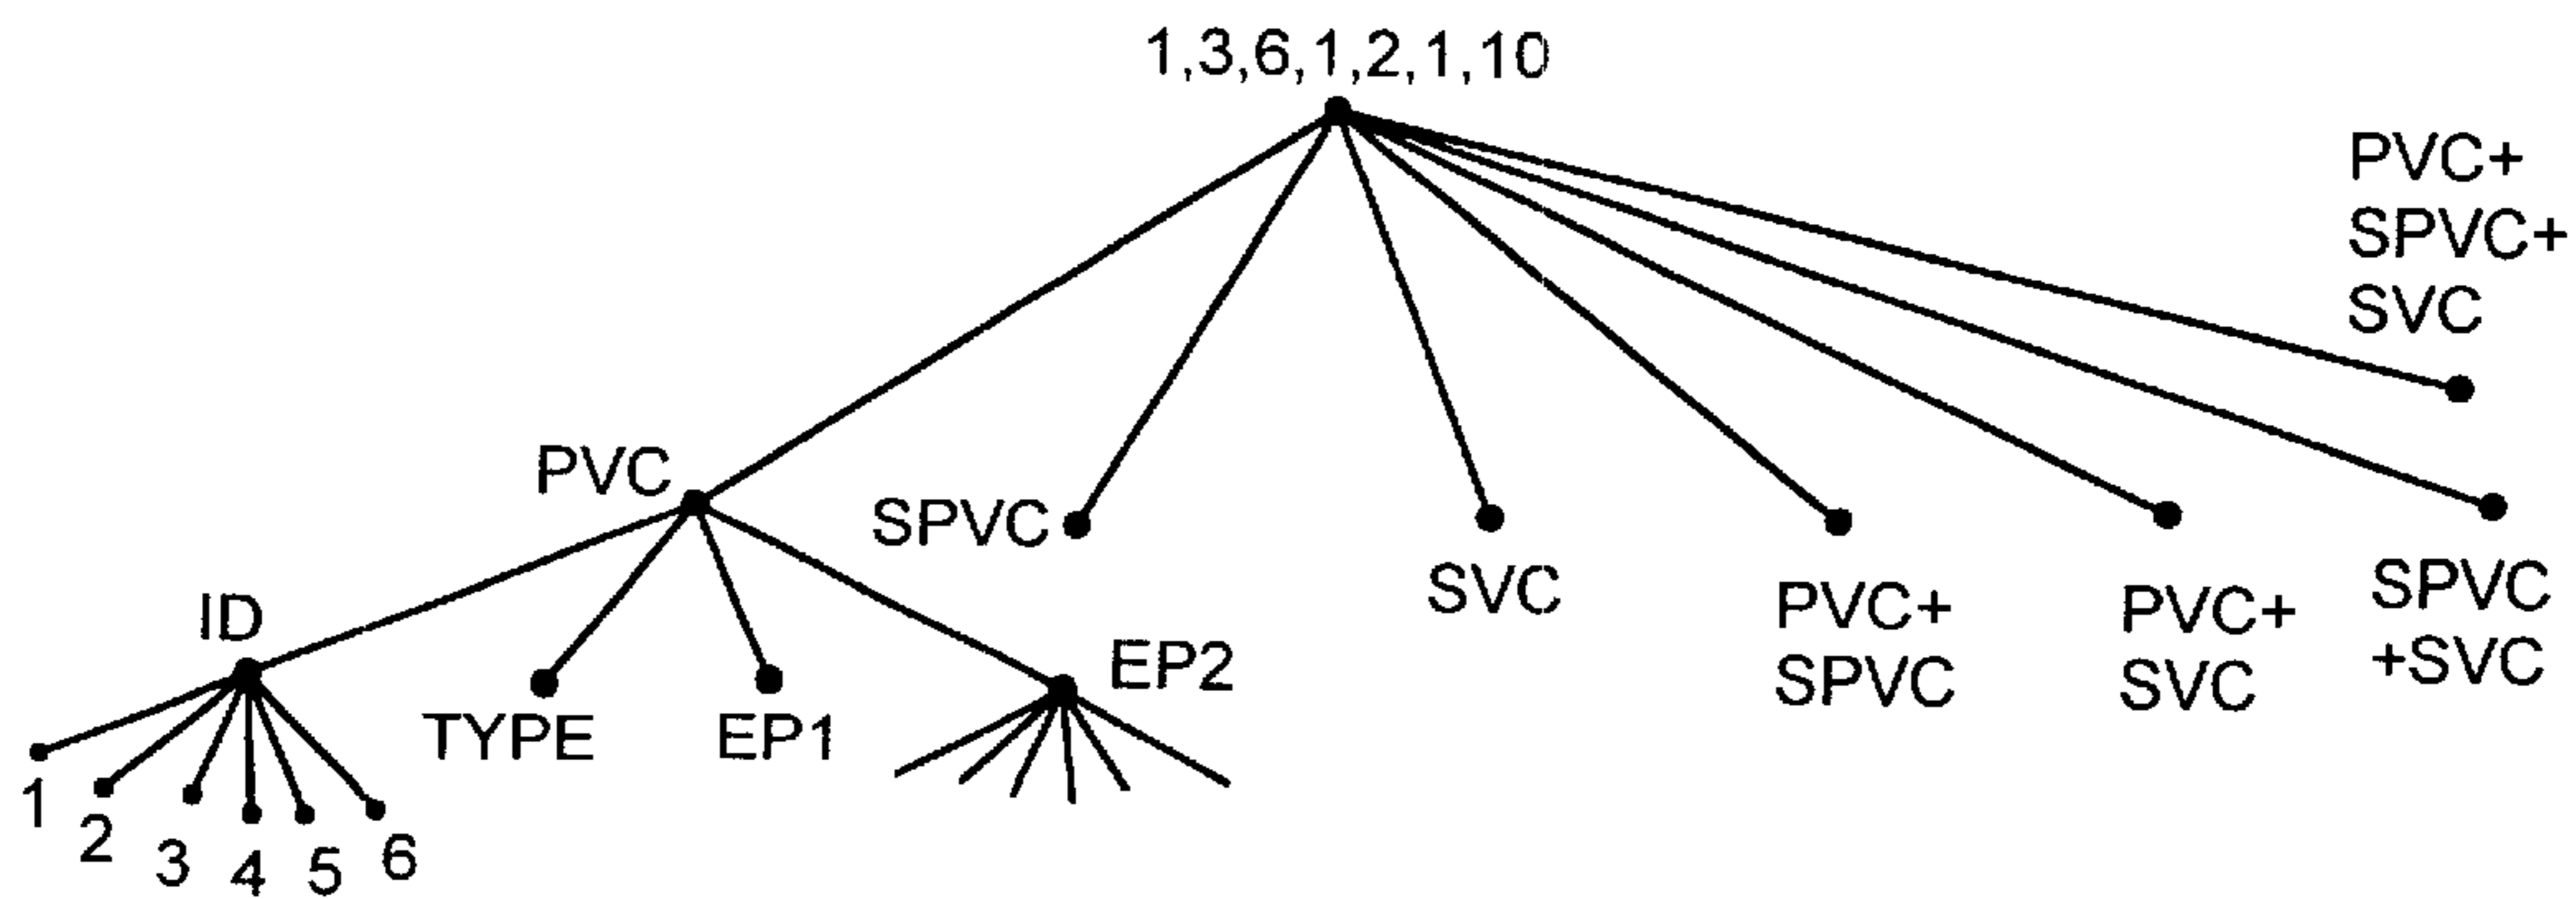 1,3,6,1,2,1,10
PVC+
SPVC+
SVC
PVC
SPVC
SVC
PVC+
SPVC
PVC+
SVC
SPVC
+SVC
ID
TYPE
EP1
EP2
1
2
3
4
5
6